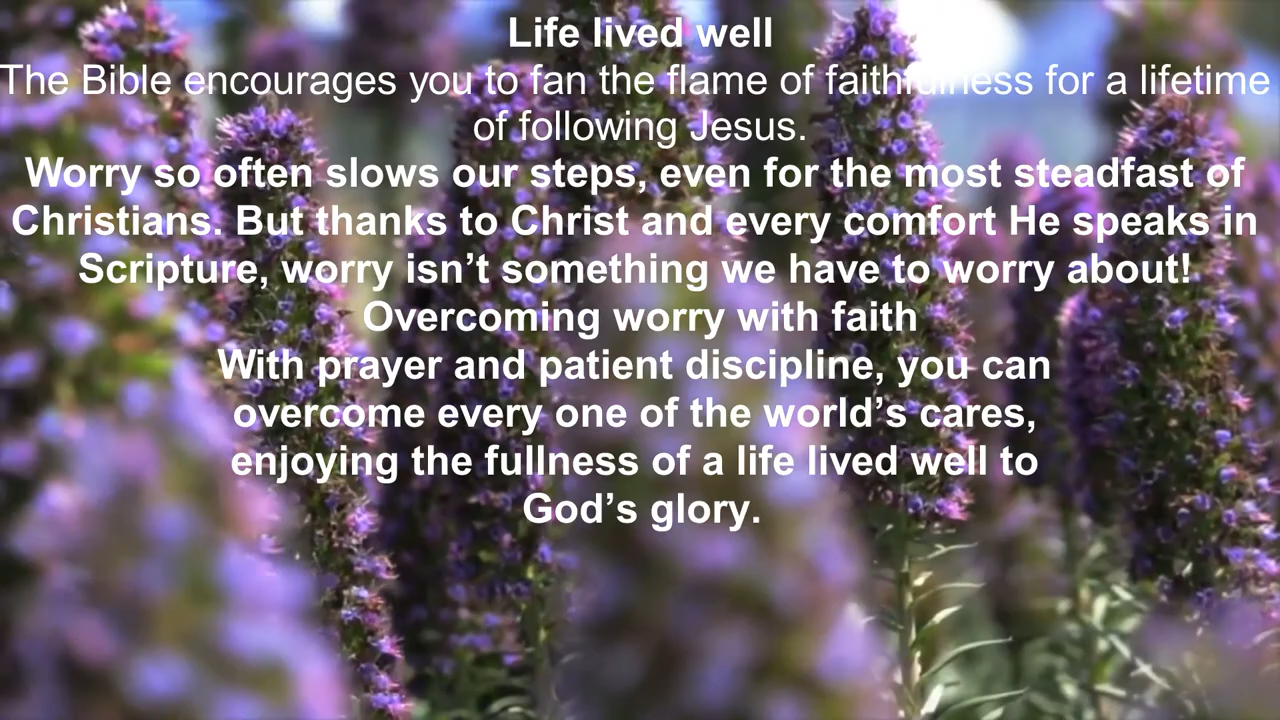 Life lived well
The Bible encourages you to fan the flame of faithfulness for a lifetime
of following Jesus.
Worry so often slows our steps, even for the most steadfast of
Christians. But thanks to Christ and every comfort He speaks in
Scripture, worry isn’t something we have to worry about!
Overcoming worry with faith
With prayer and patient discipline, you can
overcome every one of the world’s cares,
enjoying the fullness of a life lived well to
God’s glory.